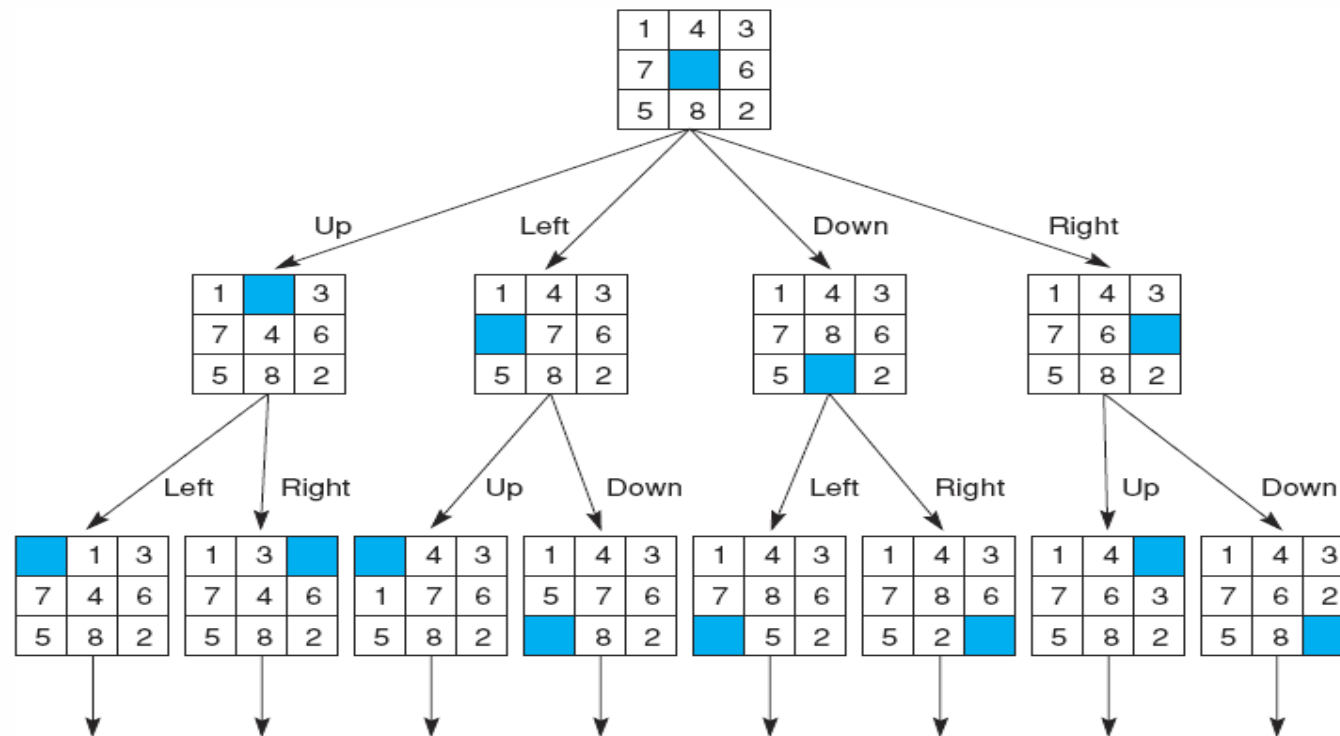 1 4 3
7 6
5 8 2
Up Left Down Right
1 3 1 4 3 1 4 3 1 4 3
7 4 6 7 6 7 8 6 7 6
5 8 2 5 8 2 5 2 5 8 2
Left Right Up Down Left Right Up Down
1 3 1 3 4 3 1 4 3 1 4 3 1 4 3 1 4 1 4 3
7 4 6 7 4 6 1 7 6 5 7 6 7 8 6 7 8 6 7 6 3 7 6 2
5 8 2 5 8 2 5 8 2 8 2 5 2 5 2 5 8 2 5 8